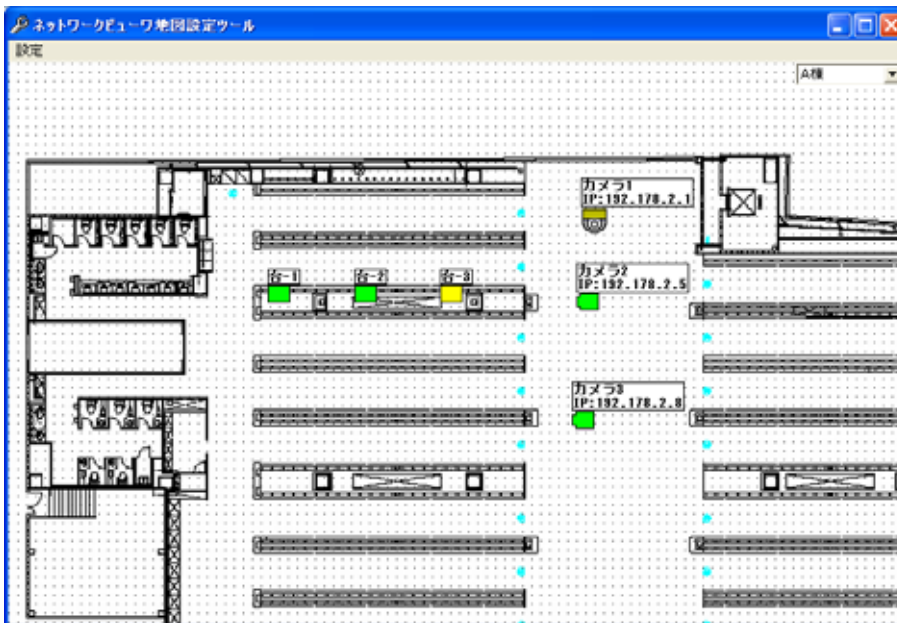 ネットワークビューワ地図設定ツール
設定
A棟
カメラ1
IP:192.178.2.1
カメラ2
IP:192.178.2.5
台-1
台-2
台-3
カメラ3
IP:192.178.2.8